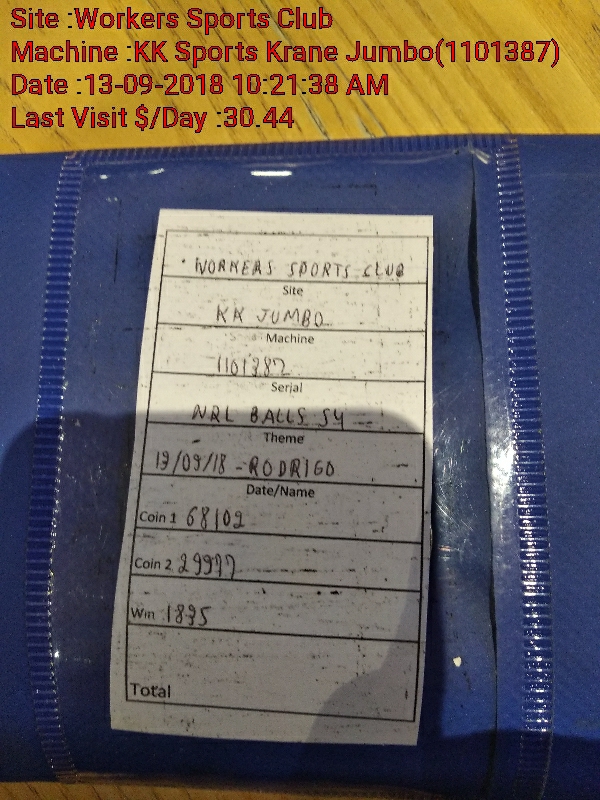 Site :Workers Sports Club
Machine :KK Sports Krane Jumbo(1101387)
Date :13-09-2018 10:21:38 AM
Last Visit $/Day :30.44
WORKERS SPORTS CLUB
Site
KK JUMBO
Machine
1101387
Serial
NRL BALLS 54
Theme
13/09/18 - RODRIGO
Date/Name
Coin 1 68102
Coin 2 29977
Win 1835
Total